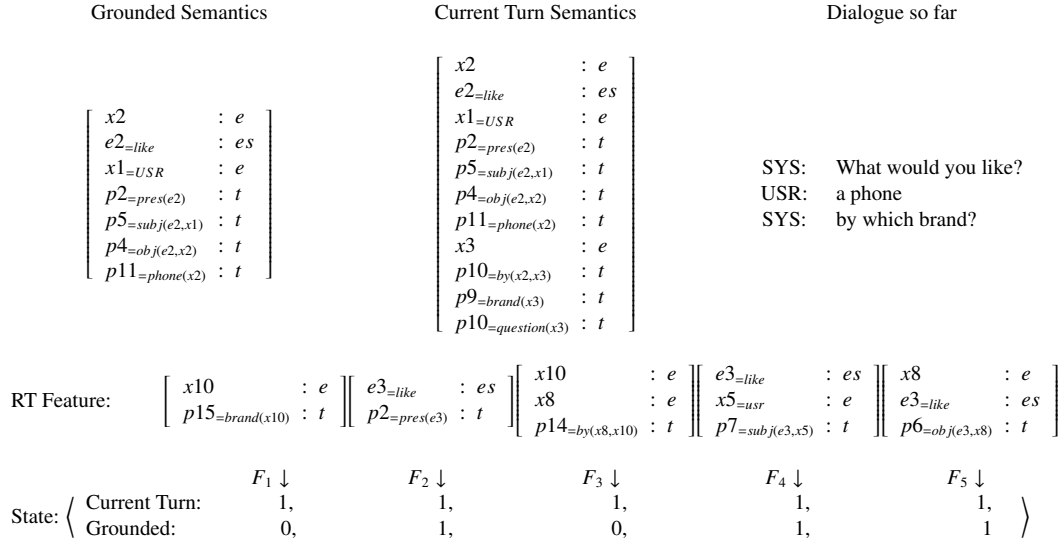 Grounded Semantics Current Turn Semantics Dialogue so far
x2 : e
e2=like : es
x1=USR : e
p2=pres(e2) : t
p5=subj(e2,x1) : t
p4=obj(e2,x2) : t
p11=phone(x2) : t
x2 : e
e2=like : es
x1=USR : e
p2=pres(e2) : t
p5=subj(e2,x1) : t
p4=obj(e2,x2) : t
p11=phone(x2) : t
x3 : e
p10=by(x2,x3) : t
p9=brand(x3) : t
p10=question(x3) : t
SYS: What would you like?
USR: a phone
SYS: by which brand?
RT Feature:
x10 : e
p15=brand(x10) : t
e3=like : es
p2=pres(e3) : t
x10 : e
x8 : e
p14=by(x8,x10) : t
e3=like : es
x5=usr : e
p7=subj(e3,x5) : t
x8 : e
e3=like : es
p6=obj(e3,x8) : t
F1 ↓ F2 ↓ F3 ↓ F4 ↓ F5 ↓
State: ⟨ Current Turn: 1, 1, 1, 1, 1,
Grounded: 0, 1, 0, 1, 1 ⟩